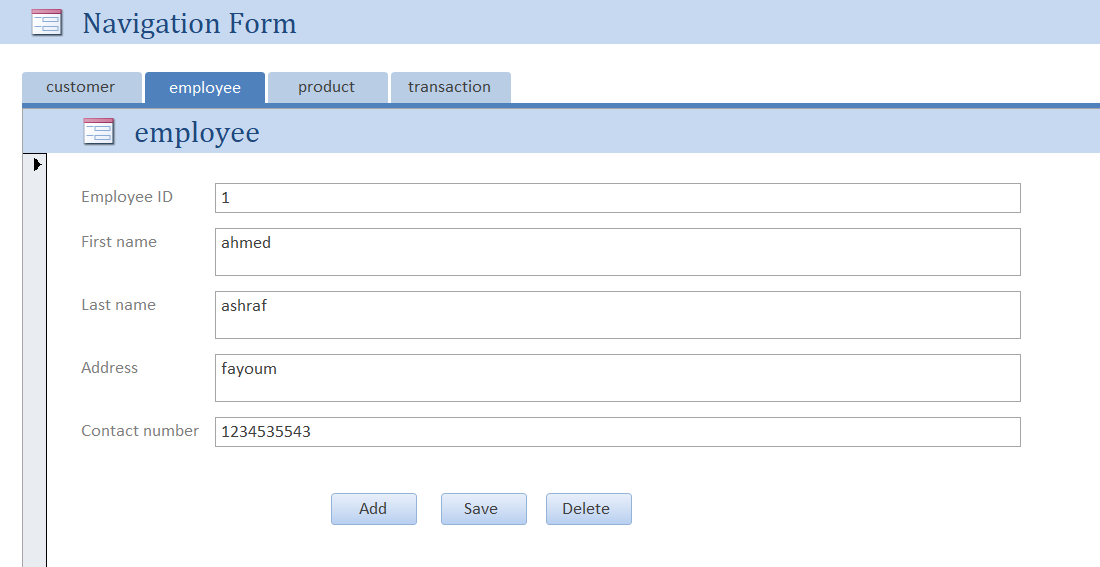 Navigation Form
customer employee product transaction
employee
Employee ID 1
First name ahmed
Last name ashraf
Address fayoum
Contact number 1234535543
Add Save Delete